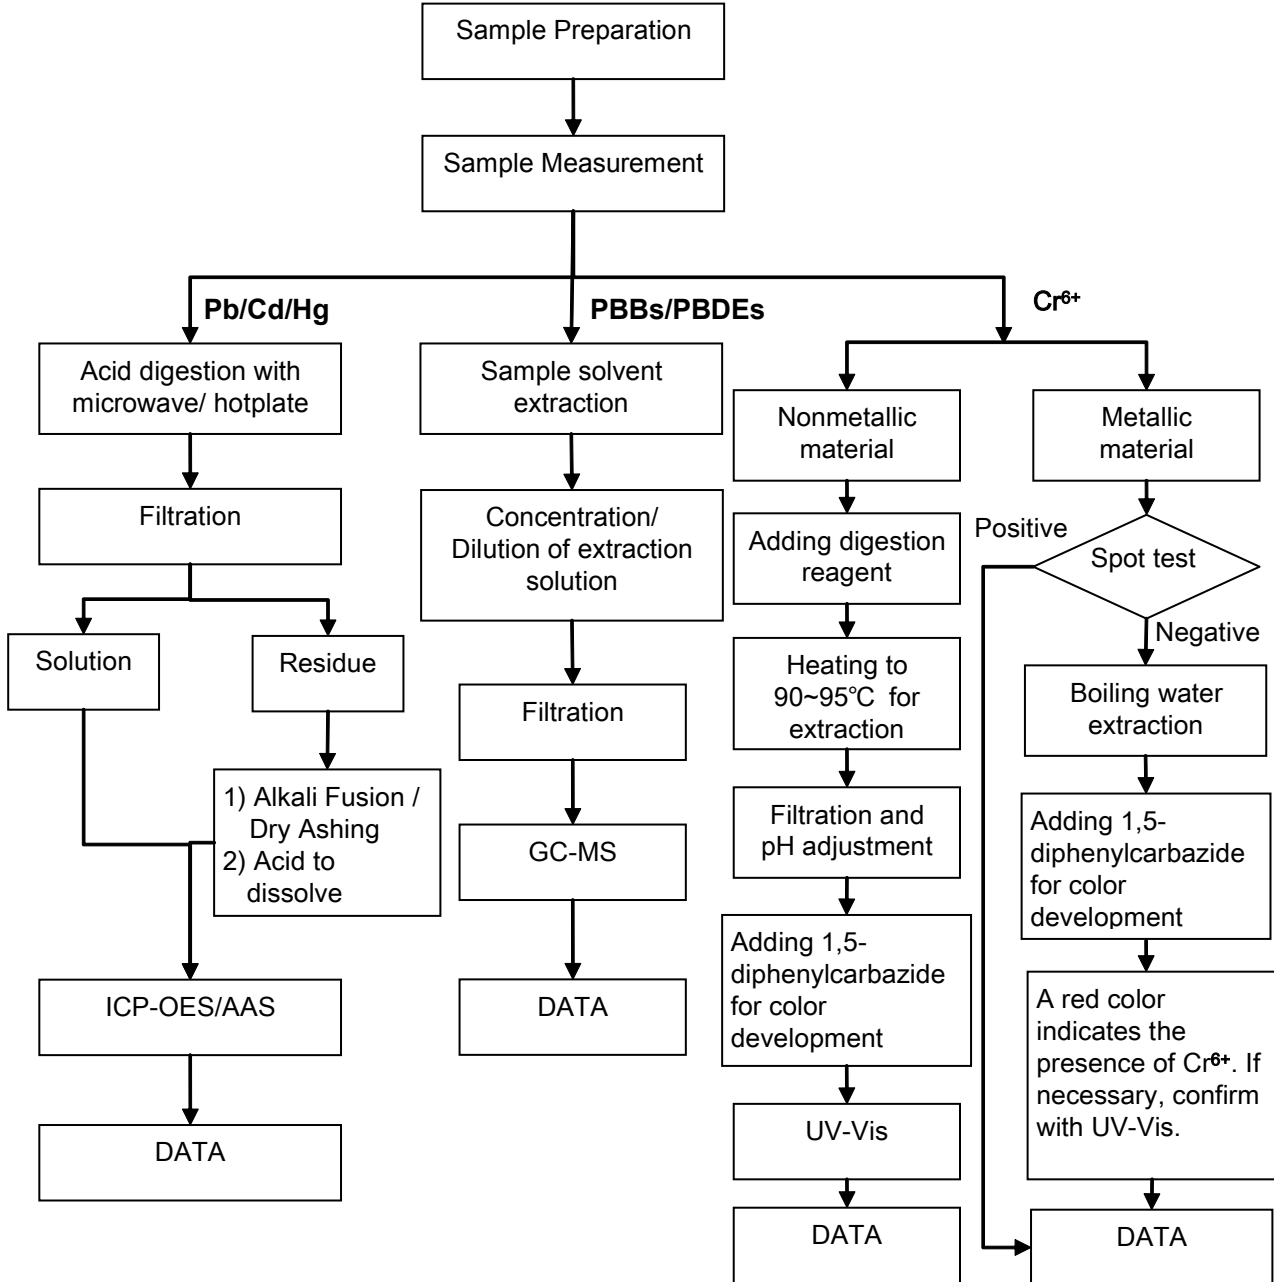 Sample Preparation
Sample Measurement
Pb/Cd/Hg
PBBs/PBDEs
Cr⁶⁺
Acid digestion with
microwave/ hotplate
Filtration
Solution
Residue
1) Alkali Fusion /
Dry Ashing
2) Acid to
dissolve
ICP-OES/AAS
DATA
Sample solvent
extraction
Concentration/
Dilution of extraction
solution
Filtration
GC-MS
DATA
Nonmetallic
material
Adding digestion
reagent
Heating to
90~95℃ for
extraction
Filtration and
pH adjustment
Adding 1,5-
diphenylcarbazide
for color
development
UV-Vis
DATA
Metallic
material
Positive
Spot test
Negative
Boiling water
extraction
Adding 1,5-
diphenylcarbazide
for color
development
A red color
indicates the
presence of Cr⁶⁺. If
necessary, confirm
with UV-Vis.
DATA